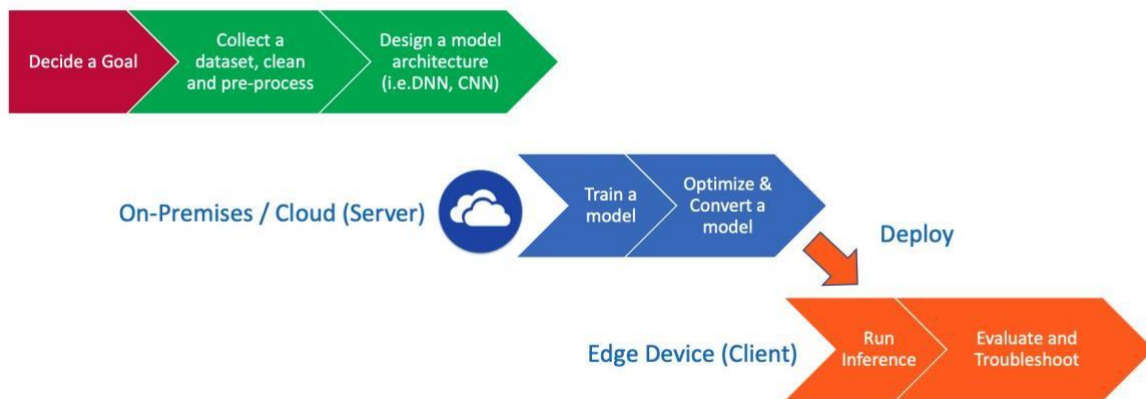 Decide a Goal
Collect a
dataset, clean
and pre-process
Design a model
architecture
(i.e.DNN, CNN)
On-Premises / Cloud (Server)
Train a
model
Optimize &
Convert a
model
Deploy
Edge Device (Client)
Run
Inference
Evaluate and
Troubleshoot